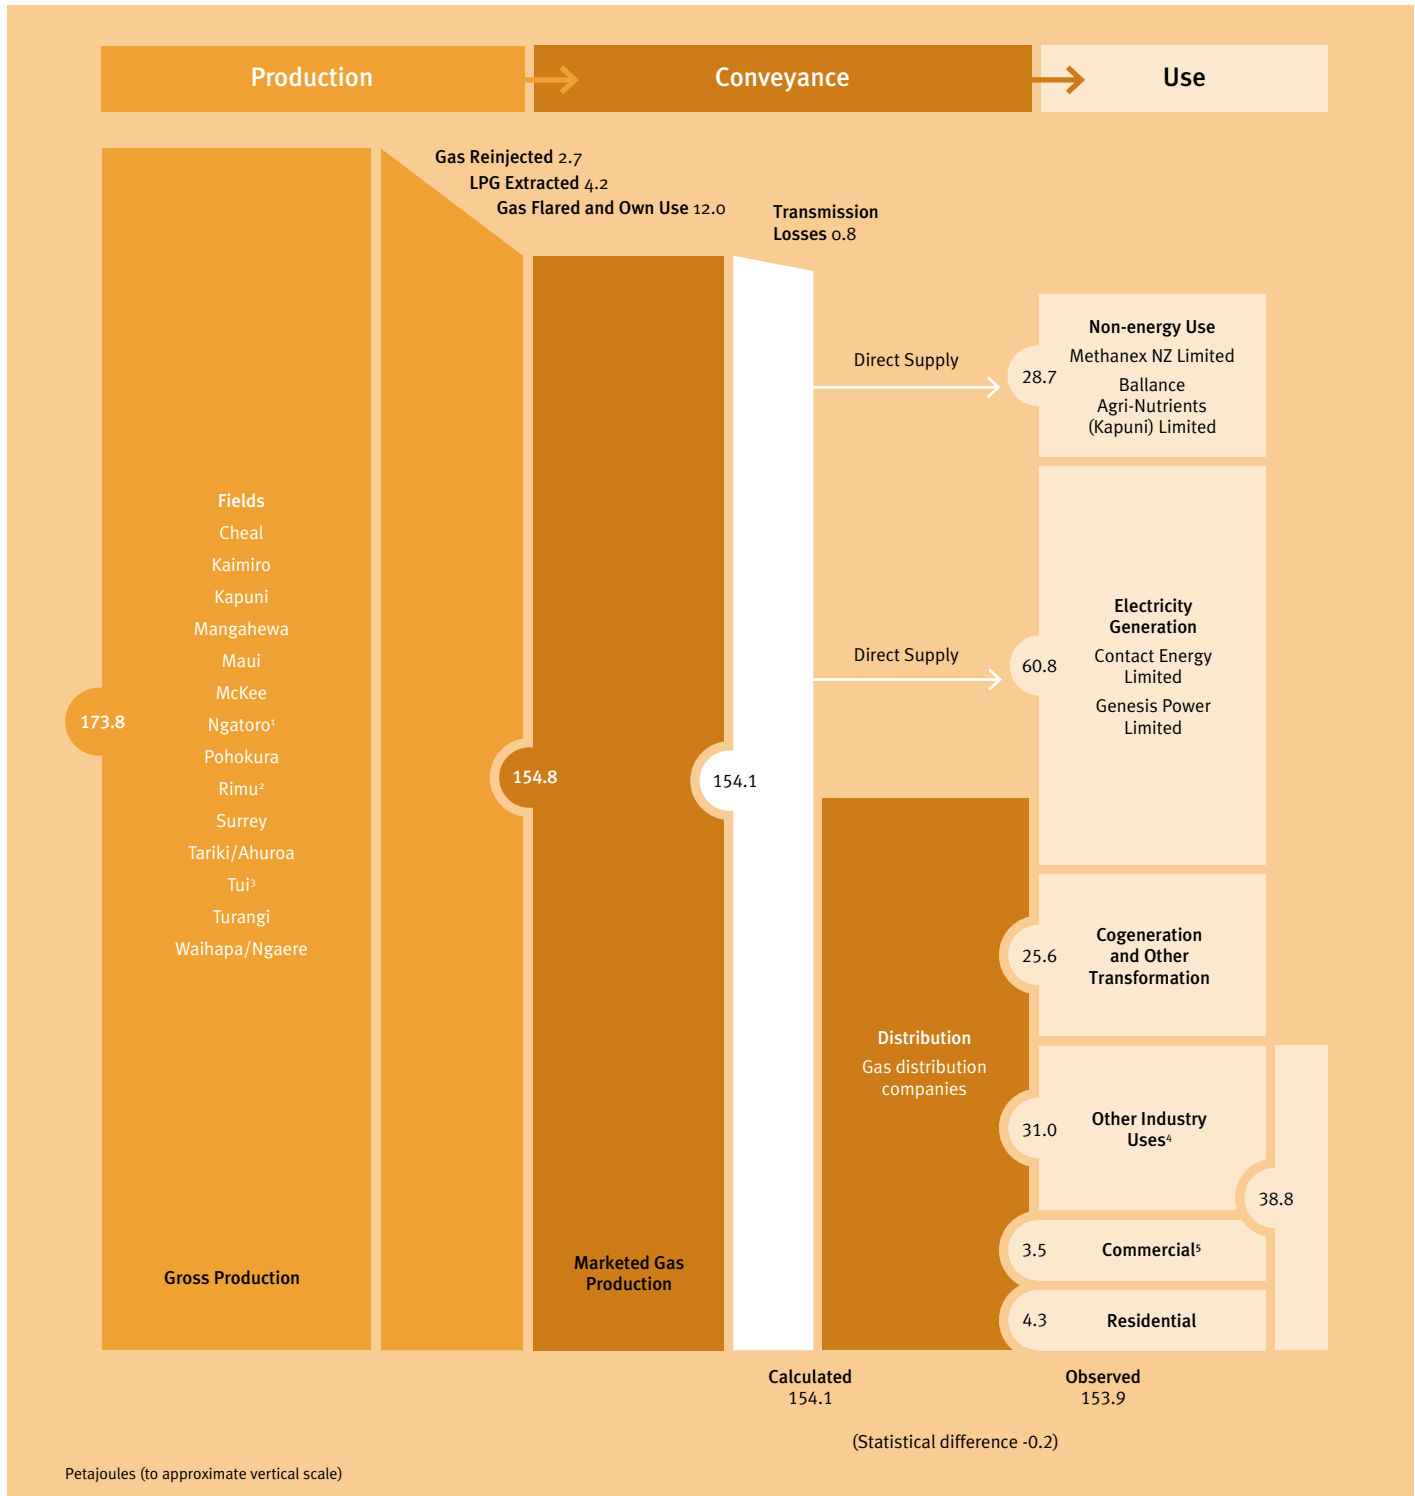 Production
Conveyance
Use
Gas Reinjected 2.7
LPG Extracted 4.2
Gas Flared and Own Use 12.0
Transmission
Losses 0.8
Fields
Cheal
Kaimiro
Kapuni
Mangahewa
Maui
McKee
Ngatoro¹
Pohokura
Rimu²
Surrey
Tariki/Ahuroa
Tui³
Turangi
Waihapa/Ngaere
173.8
Gross Production
154.8
Marketed Gas
Production
154.1
Direct Supply
28.7
Non-energy Use
Methanex NZ Limited
Ballance
Agri-Nutrients
(Kapuni) Limited
Direct Supply
60.8
Electricity
Generation
Contact Energy
Limited
Genesis Power
Limited
Distribution
Gas distribution
companies
25.6
Cogeneration
and Other
Transformation
31.0
Other Industry
Uses⁴
38.8
3.5
Commercial⁵
4.3
Residential
Calculated
154.1
Observed
153.9
(Statistical difference -0.2)
Petajoules (to approximate vertical scale)